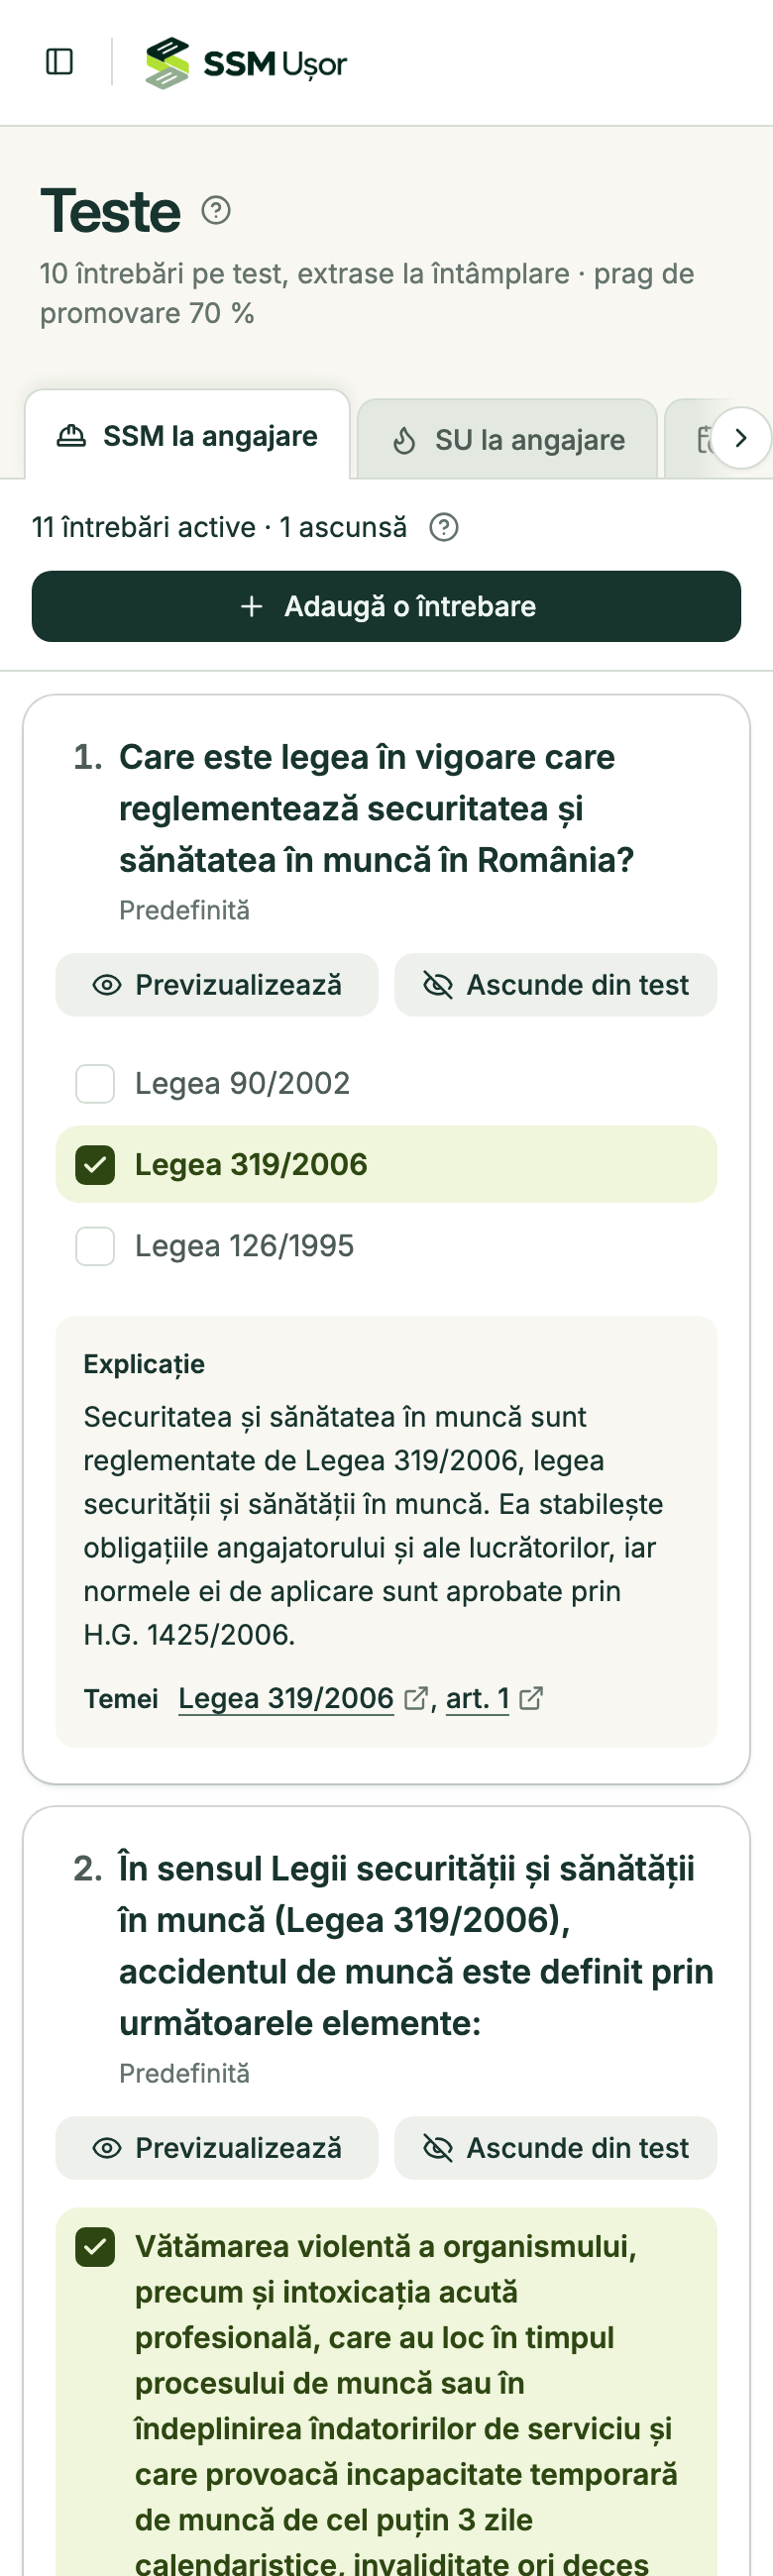 SSM Ușor
Teste
10 întrebări pe test, extrase la întâmplare · prag de
promovare 70 %
SSM la angajare
SU la angajare
11 întrebări active · 1 ascunsă
Adaugă o întrebare
1. Care este legea în vigoare care
reglementează securitatea și
sănătatea în muncă în România?
Predefinită
Previzualizează
Ascunde din test
Legea 90/2002
Legea 319/2006
Legea 126/1995
Explicație
Securitatea și sănătatea în muncă sunt
reglementate de Legea 319/2006, legea
securității și sănătății în muncă. Ea stabilește
obligațiile angajatorului și ale lucrătorilor, iar
normele ei de aplicare sunt aprobate prin
H.G. 1425/2006.
Temei Legea 319/2006, art. 1
2. În sensul Legii securității și sănătății
în muncă (Legea 319/2006),
accidentul de muncă este definit prin
următoarele elemente:
Predefinită
Previzualizează
Ascunde din test
Vătămarea violentă a organismului,
precum și intoxicația acută
profesională, care au loc în timpul
procesului de muncă sau în
îndeplinirea îndatoririlor de serviciu și
care provoacă incapacitate temporară
de muncă de cel puțin 3 zile
calendaristice, invaliditate ori deces